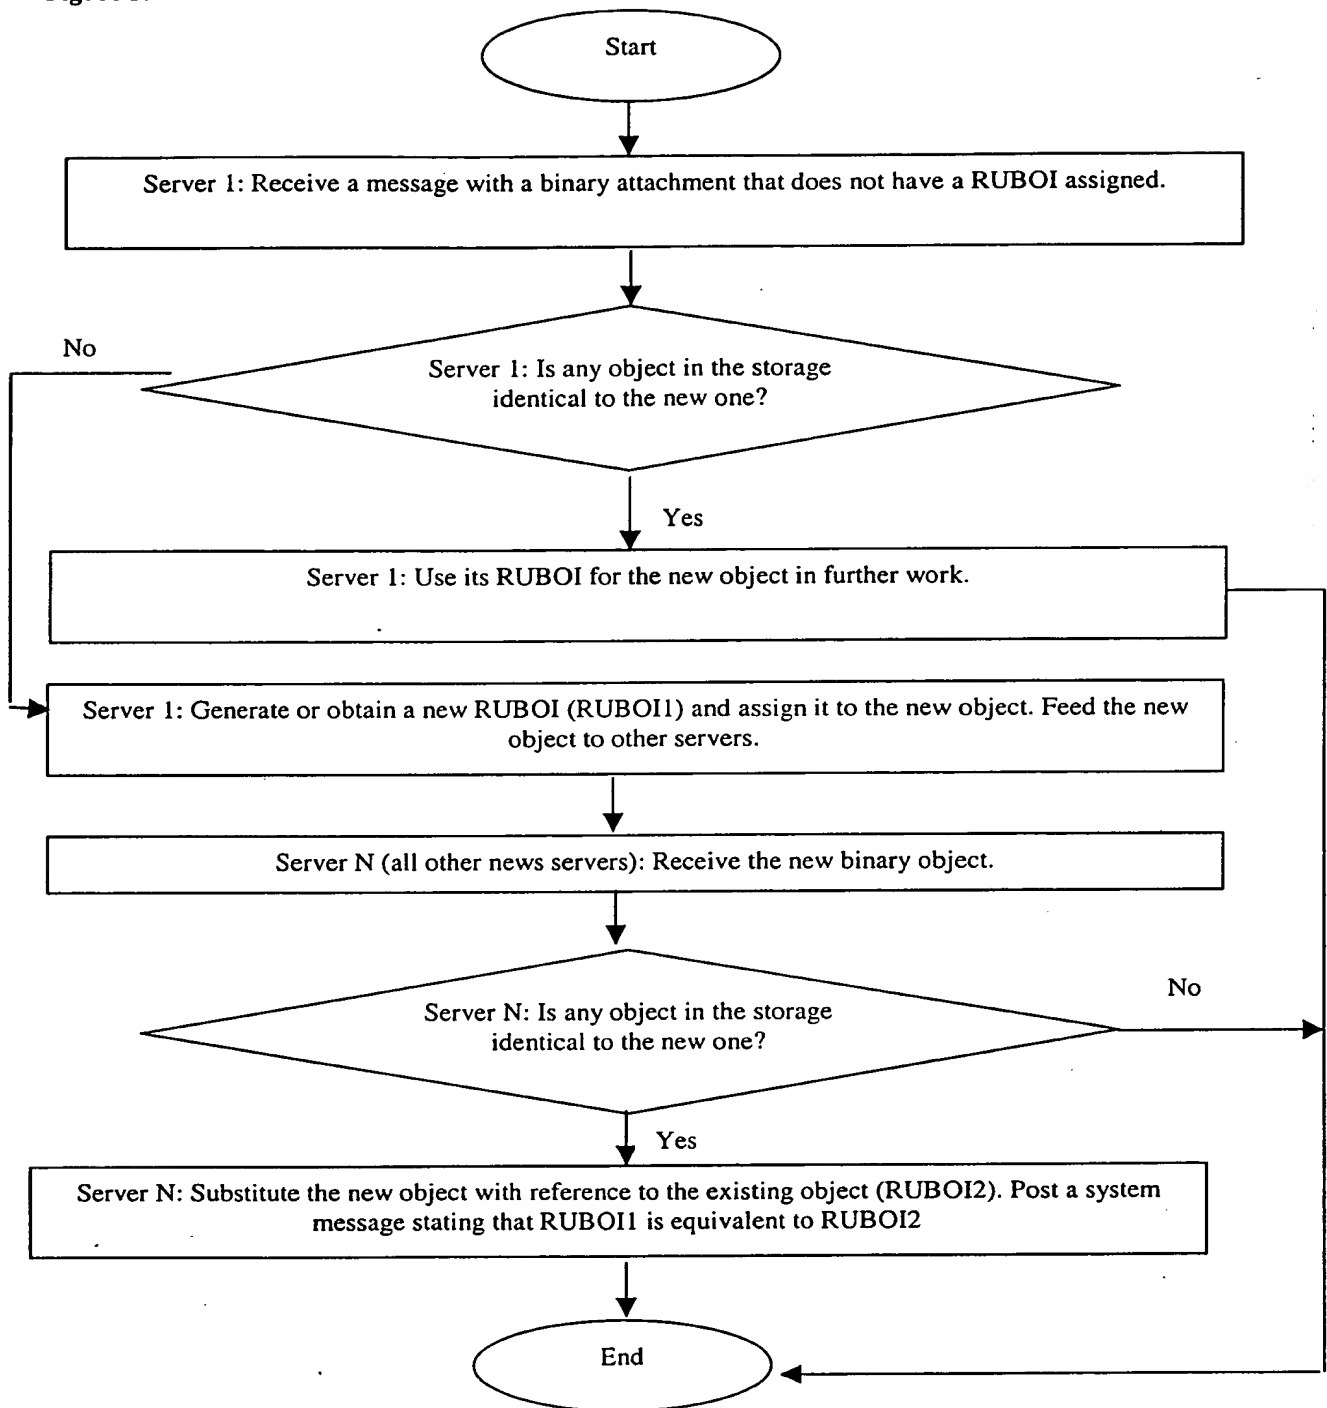 Start
Server 1: Receive a message with a binary attachment that does not have a RUBOI assigned.
No
Server 1: Is any object in the storage
identical to the new one?
Yes
Server 1: Use its RUBOI for the new object in further work.
Server 1: Generate or obtain a new RUBOI (RUBOI1) and assign it to the new object. Feed the new
object to other servers.
Server N (all other news servers): Receive the new binary object.
No
Server N: Is any object in the storage
identical to the new one?
Yes
Server N: Substitute the new object with reference to the existing object (RUBOI2). Post a system
message stating that RUBOI1 is equivalent to RUBOI2
End